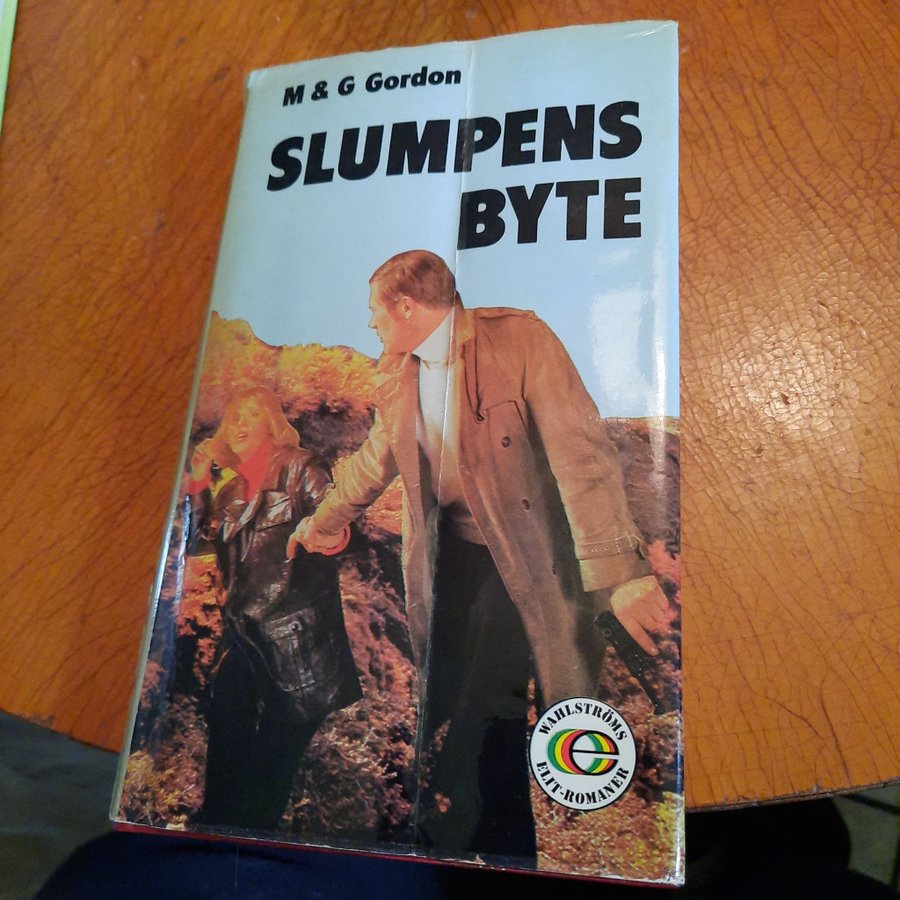 M & G Gordon
SLUMPENS
BYTE
WAHLSTRÖMS
e
ELIT-ROMANER